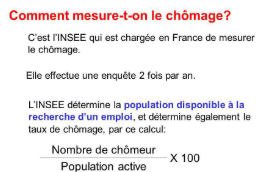 Comment mesure-t-on le chômage?
C'est l'INSEE qui est chargée en France de mesurer
le chômage.
Elle effectue une enquête 2 fois par an.
L'INSEE détermine la population disponible à la
recherche d'un emploi, et détermine également le
taux de chômage, par ce calcul:
Nombre de chômeur
X 100
Population active